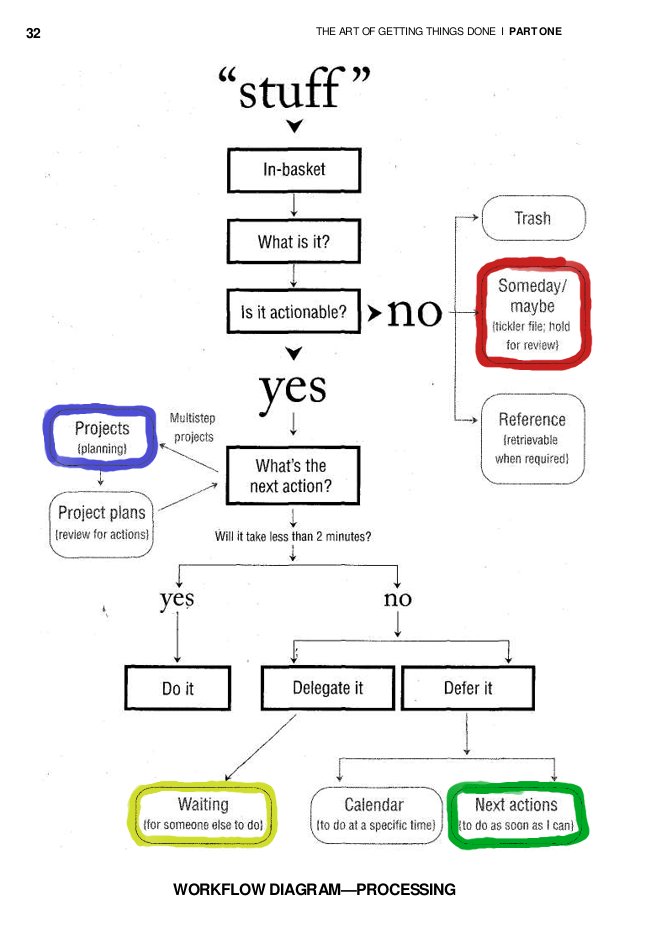 32
THE ART OF GETTING THINGS DONE | PART ONE
“stuff”
In-basket
What is it?
Is it actionable?
no
Trash
Someday/
maybe
(tickler file; hold
for review)
Reference
(retrievable
when required)
yes
Multistep
projects
Projects
(planning)
Project plans
(review for actions)
What's the
next action?
Will it take less than 2 minutes?
yes
no
Do it
Delegate it
Defer it
Waiting
(for someone else to do)
Calendar
(to do at a specific time)
Next actions
(to do as soon as I can)
WORKFLOW DIAGRAM—PROCESSING